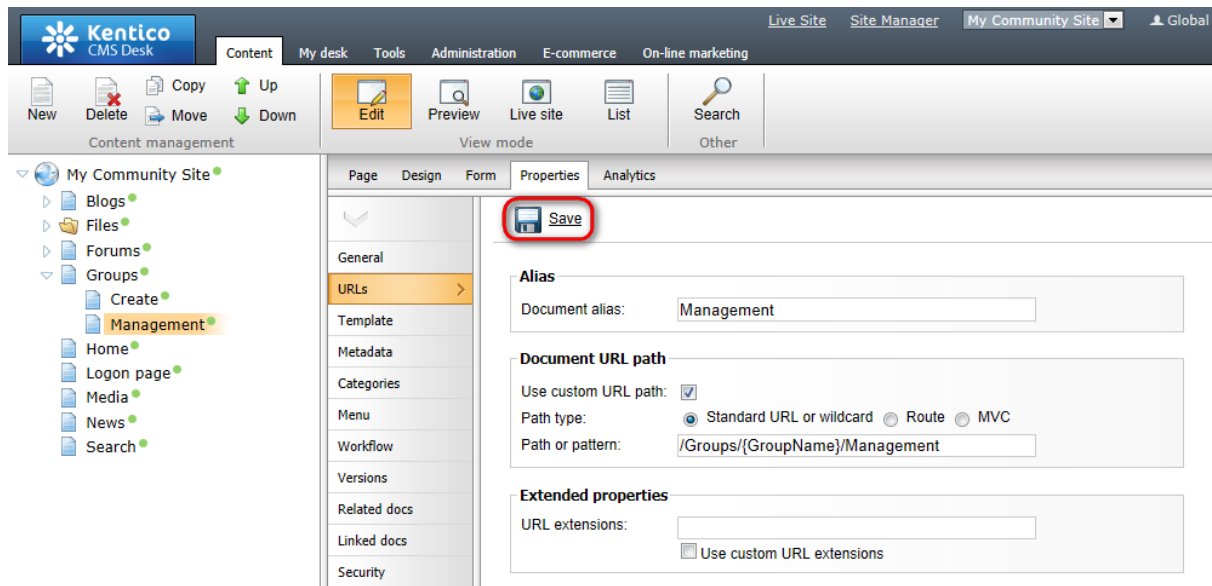 Live Site Site Manager My Community Site Global
Kentico
CMS Desk
Content My desk Tools Administration E-commerce On-line marketing
New Delete Copy Move Up Down
Edit Preview Live site List Search
Content management View mode Other
My Community Site
Blogs
Files
Forums
Groups
Create
Management
Home
Logon page
Media
News
Search
Page Design Form Properties Analytics
General
URLs
Template
Metadata
Categories
Menu
Workflow
Versions
Related docs
Linked docs
Security
Save
Alias
Document alias: Management
Document URL path
Use custom URL path:
Path type: Standard URL or wildcard Route MVC
Path or pattern: /Groups/{GroupName}/Management
Extended properties
URL extensions:
Use custom URL extensions